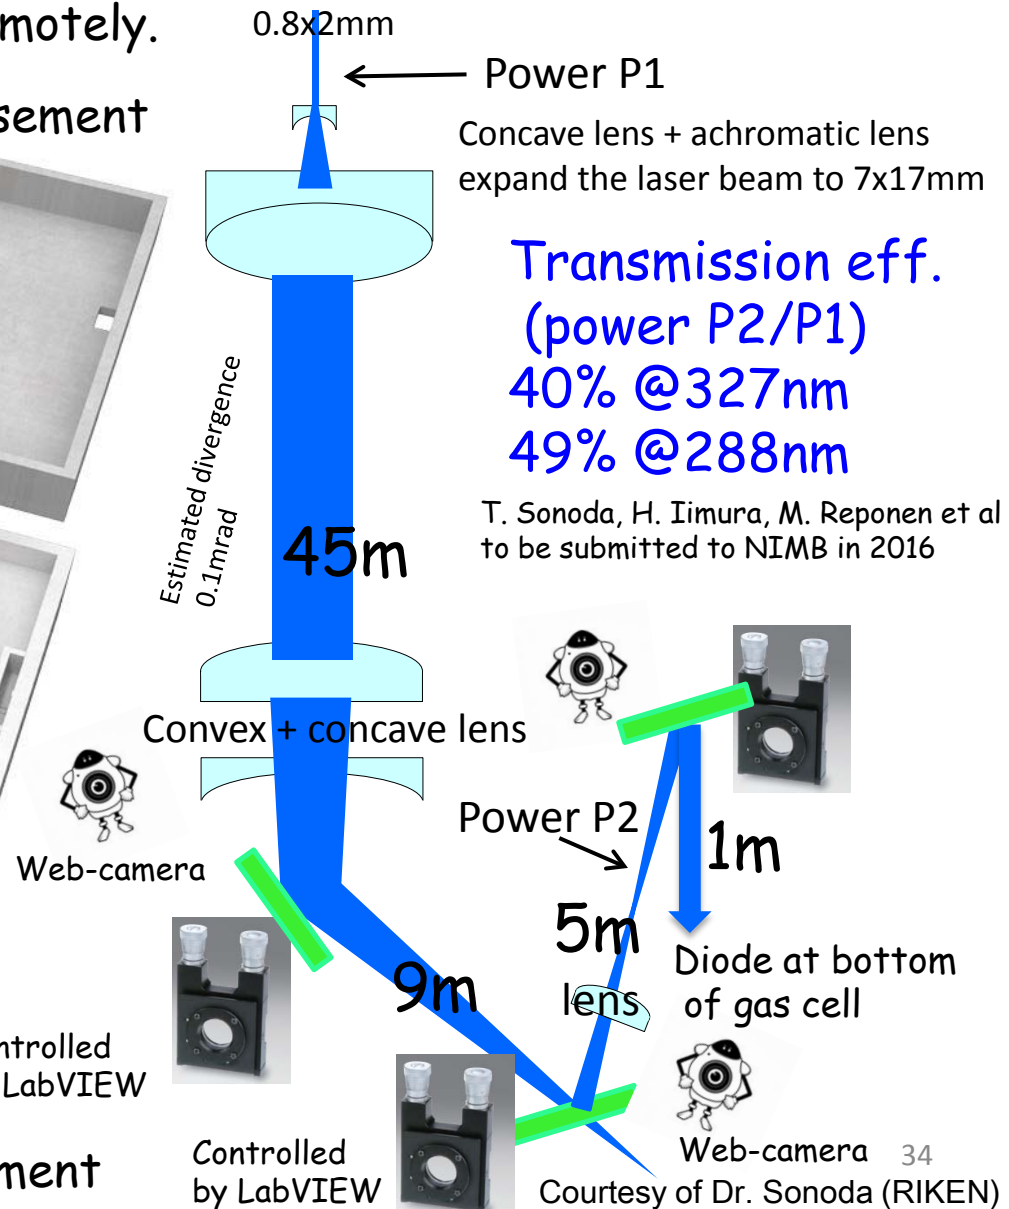 motely.
0.8x2mm
Power P1
sement
Concave lens + achromatic lens
expand the laser beam to 7x17mm
Transmission eff.
(power P2/P1)
40% @327nm
49% @288nm
T. Sonoda, H. Iimura, M. Reponen et al
to be submitted to NIMB in 2016
Estimated divergence
0.1mrad
45m
Convex + concave lens
Web-camera
Power P2
1m
5m
lens
9m
Diode at bottom
of gas cell
ntrolled
LabVIEW
Controlled
by LabVIEW
ment
Web-camera
34
Courtesy of Dr. Sonoda (RIKEN)